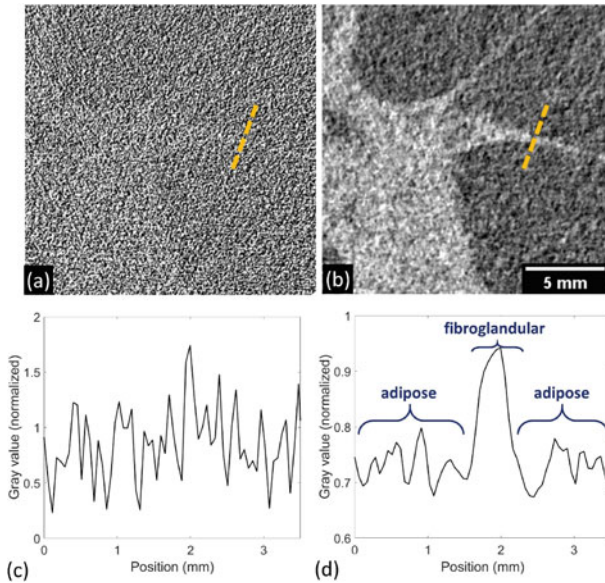 (a)
(b)
5 mm
2
1.5
1
0.5
0
Gray value (normalized)
0
1
2
3
Position (mm)
(c)
1
0.9
0.8
0.7
0.6
Gray value (normalized)
fibroglandular
adipose
adipose
0
1
2
3
Position (mm)
(d)